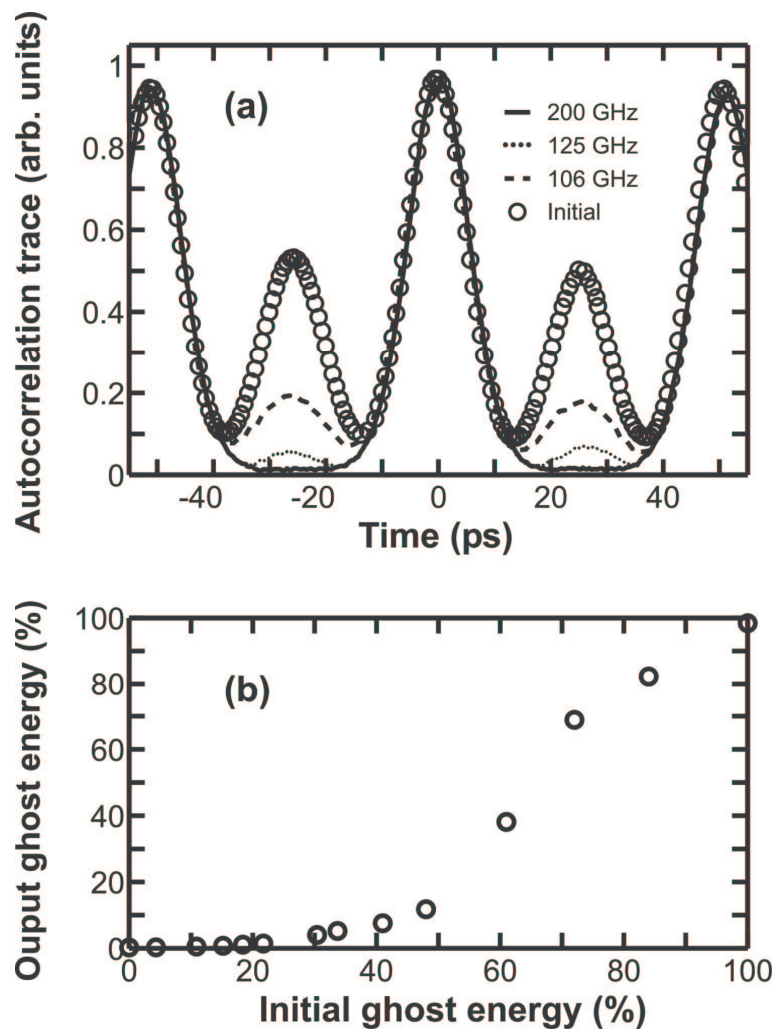 Autocorrelation trace (arb. units)
1
0.8
0.6
0.4
0.2
0
(a)
200 GHz
125 GHz
106 GHz
Initial
-40
-20
0
20
40
Time (ps)
Ouput ghost energy (%)
100
80
60
40
20
0
(b)
0
20
40
60
80
100
Initial ghost energy (%)